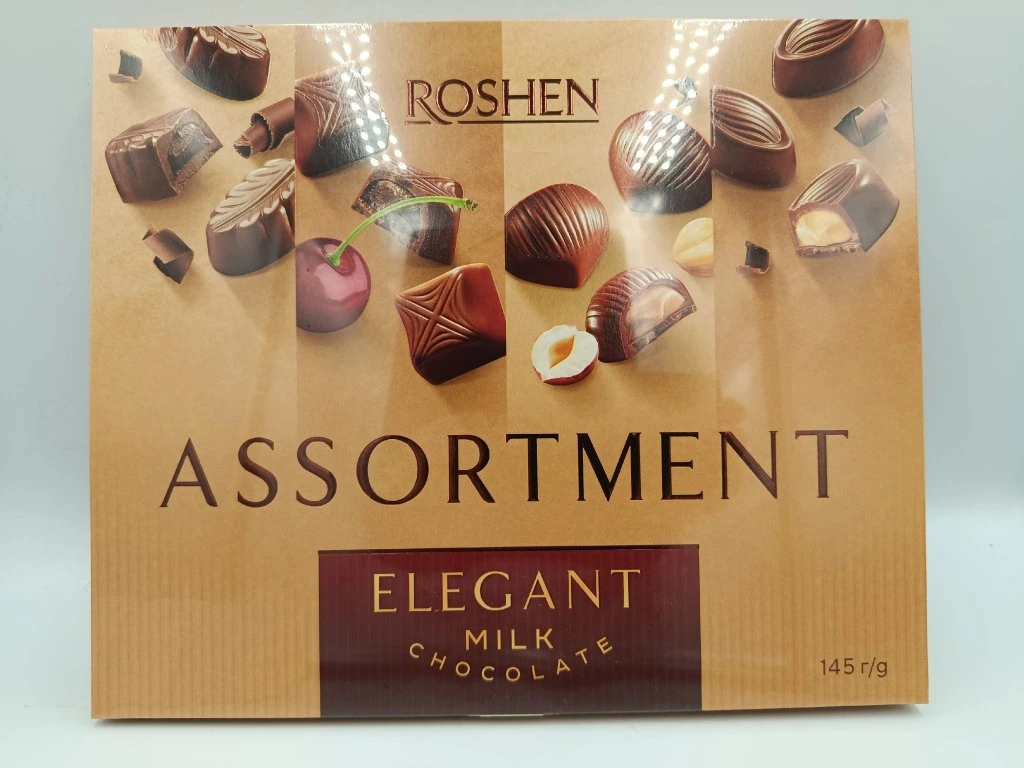 ROSHEN
ASSORTMENT
ELEGANT
MILK
CHOCOLATE
145 г/g